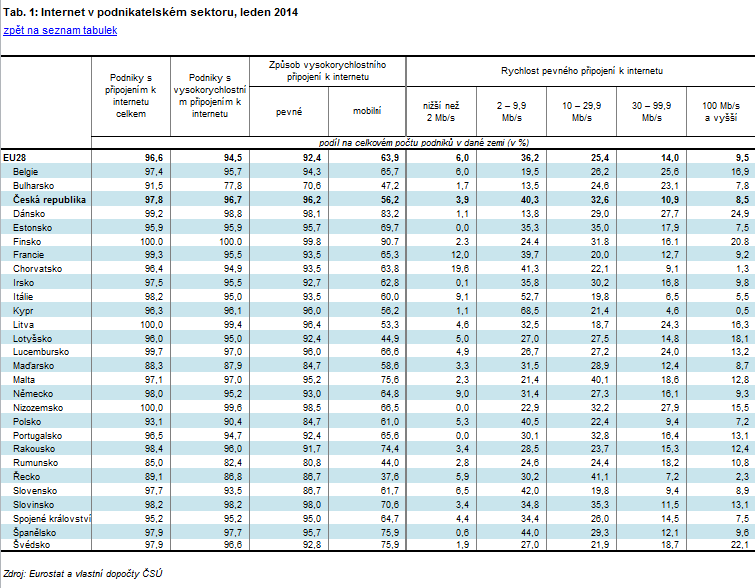 Tab. 1: Internet v podnikatelském sektoru, leden 2014
zpět na seznam tabulek
Podniky s připojením k internetu celkem
Podniky s vysokorychlostní m připojením k internetu
Způsob vysokorychlostního připojení k internetu
Rychlost pevného připojení k internetu
pevné
mobilní
nižší než 2 Mb/s
2 – 9,9 Mb/s
10 – 29,9 Mb/s
30 – 99,9 Mb/s
100 Mb/s a vyšší
podíl na celkovém počtu podniků v dané zemi (v %)
EU28 96,6 94,5 92,4 63,9 6,0 36,2 25,4 14,0 9,5
Belgie 97,4 95,7 94,3 65,7 6,0 19,5 26,2 25,6 16,9
Bulharsko 91,5 77,8 70,6 47,2 1,7 13,5 24,6 23,1 7,8
Česká republika 97,8 96,7 96,2 56,2 3,9 40,3 32,6 10,9 8,5
Dánsko 99,2 98,8 98,1 83,2 1,1 13,8 29,0 27,7 24,9
Estonsko 95,9 95,9 95,7 69,7 0,0 35,3 35,0 17,9 7,5
Finsko 100,0 100,0 99,8 90,7 2,3 24,4 31,8 16,1 20,8
Francie 99,3 95,9 93,5 65,3 12,0 39,7 20,0 12,7 9,2
Chorvatsko 96,4 94,9 93,5 63,8 19,6 41,3 22,1 9,1 1,3
Irsko 97,5 95,5 92,7 62,8 0,1 35,8 30,2 16,8 9,8
Itálie 98,2 95,0 93,5 60,0 9,1 52,7 19,8 6,5 5,5
Kypr 96,3 96,1 96,0 56,2 1,1 68,5 21,4 4,6 0,5
Litva 100,0 99,4 96,4 53,3 4,6 32,5 18,7 24,3 16,3
Lotyšsko 96,0 95,0 92,4 44,9 5,0 27,0 27,5 14,8 18,1
Lucembursko 99,7 97,0 96,0 66,6 4,9 26,7 27,2 24,0 13,2
Maďarsko 88,3 87,9 84,7 58,6 3,3 31,5 28,9 12,4 8,7
Malta 97,1 97,0 95,2 75,6 2,3 21,4 40,1 18,6 12,8
Německo 98,0 95,2 93,0 64,8 9,0 31,4 27,3 16,1 9,3
Nizozemsko 100,0 99,6 98,5 66,5 0,0 22,9 32,2 27,9 15,5
Polsko 93,1 90,4 84,7 61,0 5,3 40,5 22,4 9,4 7,2
Portugalsko 96,5 94,7 92,4 65,6 0,0 30,1 32,8 16,4 13,1
Rakousko 98,4 96,0 91,7 74,4 3,4 28,5 23,7 15,3 12,4
Rumunsko 85,0 82,4 80,8 44,0 2,8 24,6 24,4 18,2 10,8
Řecko 89,1 86,8 86,7 37,6 5,9 30,2 41,1 7,2 2,3
Slovensko 97,7 93,5 86,7 61,7 6,5 42,0 19,8 9,4 8,9
Slovinsko 98,2 98,2 98,0 70,6 3,4 34,8 35,3 11,5 13,1
Spojené království 95,2 95,2 95,0 64,7 4,4 34,4 26,0 14,5 7,5
Španělsko 97,9 97,7 95,7 75,9 0,6 44,0 29,3 12,1 9,6
Švédsko 97,9 96,6 92,8 75,9 1,9 27,0 21,9 18,7 22,1
Zdroj: Eurostat a vlastní dopočty ČSÚ